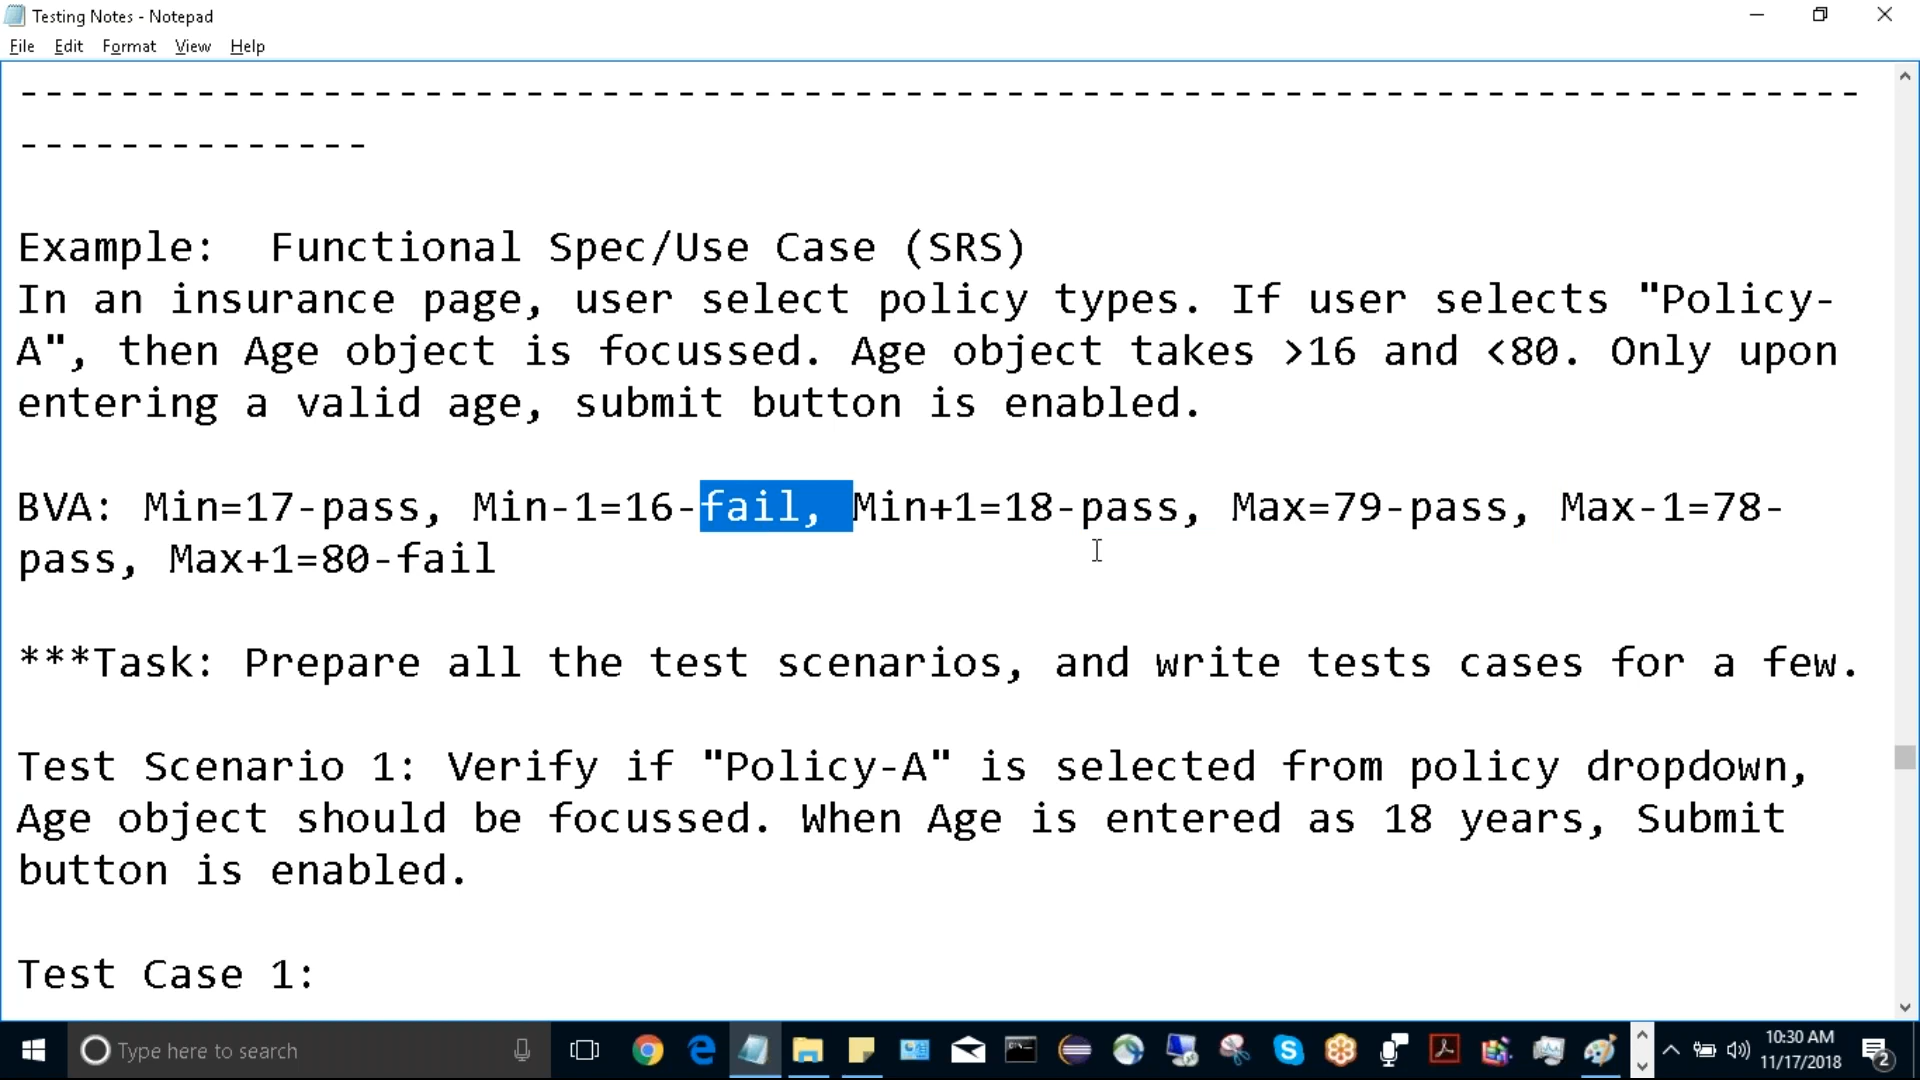 Testing Notes - Notepad
File Edit Format View Help
-------------------------------------------------------------------------
--------------
Example:  Functional Spec/Use Case (SRS)
In an insurance page, user select policy types. If user selects "Policy-
A", then Age object is focussed. Age object takes >16 and <80. Only upon
entering a valid age, submit button is enabled.
BVA: Min=17-pass, Min-1=16-fail, Min+1=18-pass, Max=79-pass, Max-1=78-
pass, Max+1=80-fail
***Task: Prepare all the test scenarios, and write tests cases for a few.
Test Scenario 1: Verify if "Policy-A" is selected from policy dropdown,
Age object should be focussed. When Age is entered as 18 years, Submit
button is enabled.
Test Case 1:
Type here to search
10:30 AM
11/17/2018
2